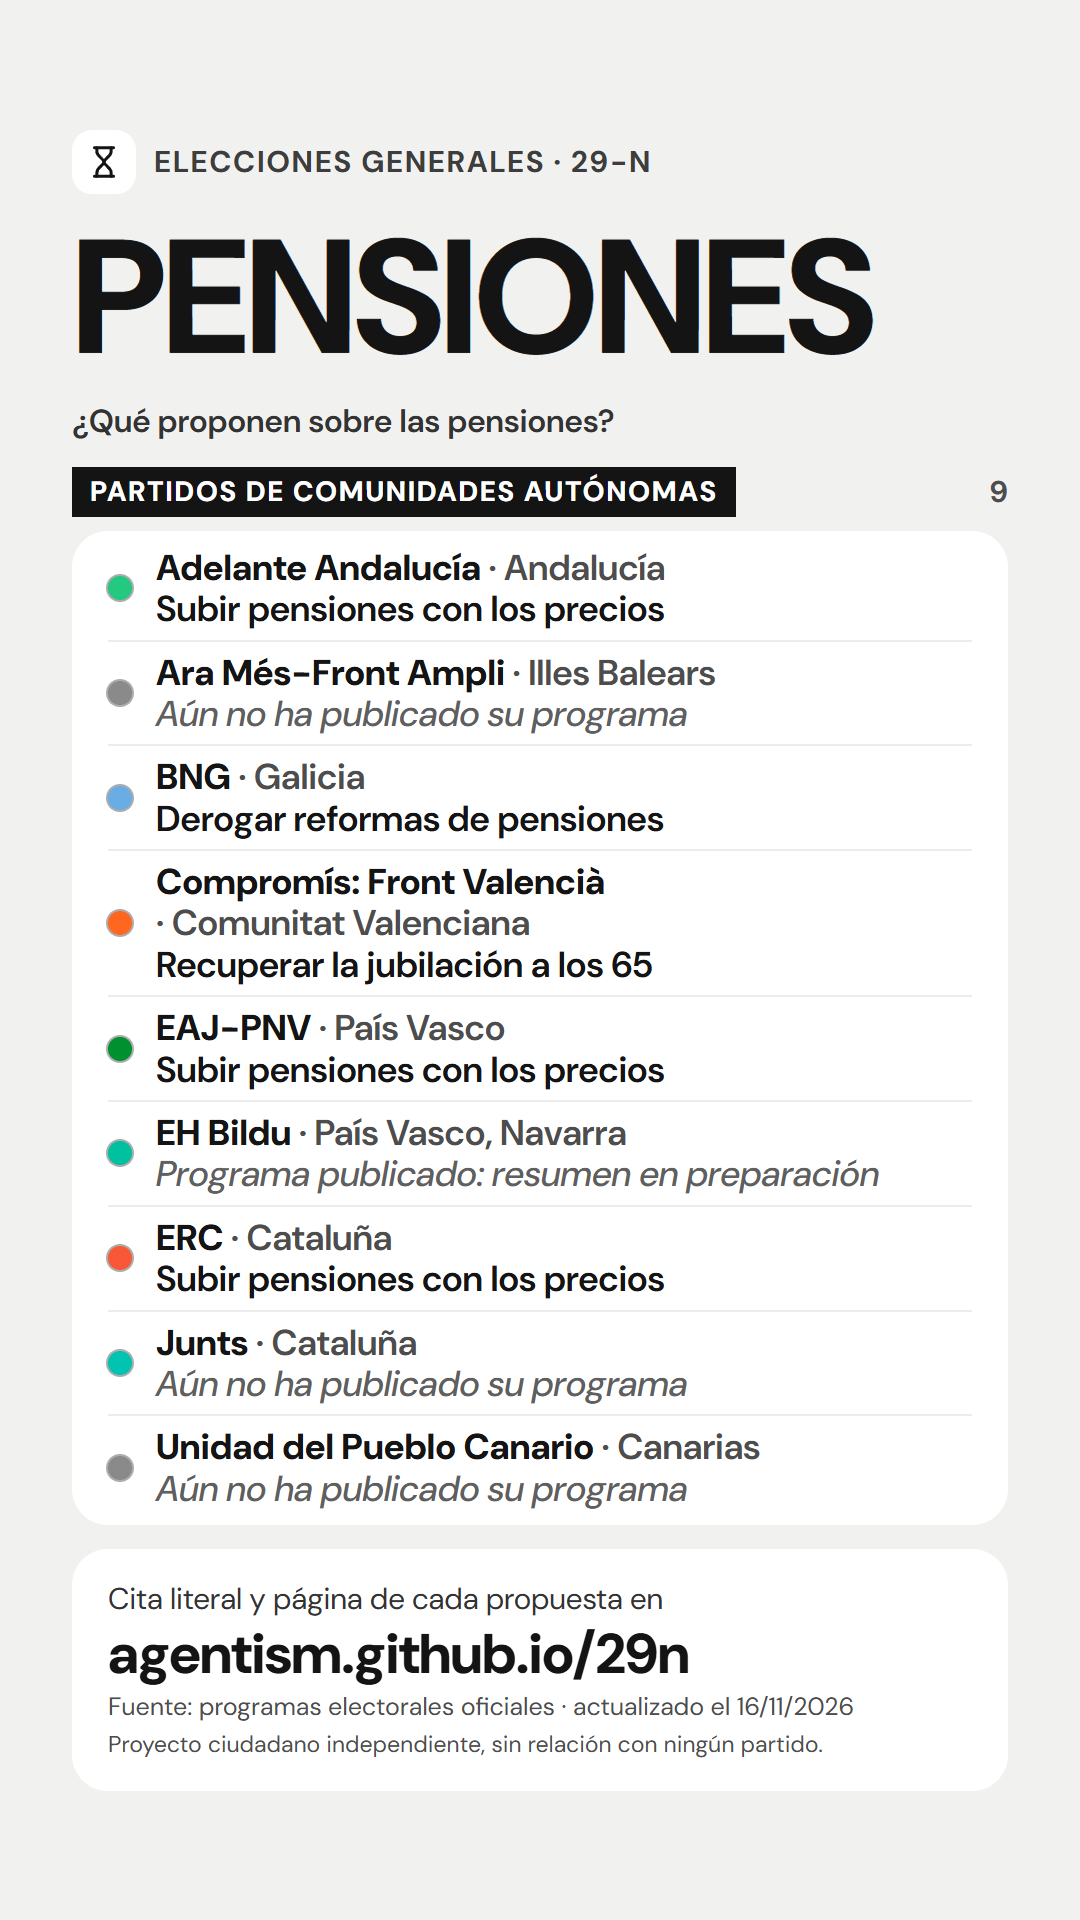 ELECCIONES GENERALES · 29-N
PENSIONES
¿Qué proponen sobre las pensiones?
PARTIDOS DE COMUNIDADES AUTÓNOMAS 9
Adelante Andalucía · Andalucía
Subir pensiones con los precios
Ara Més-Front Ampli · Illes Balears
Aún no ha publicado su programa
BNG · Galicia
Derogar reformas de pensiones
Compromís: Front Valencià
· Comunitat Valenciana
Recuperar la jubilación a los 65
EAJ-PNV · País Vasco
Subir pensiones con los precios
EH Bildu · País Vasco, Navarra
Programa publicado: resumen en preparación
ERC · Cataluña
Subir pensiones con los precios
Junts · Cataluña
Aún no ha publicado su programa
Unidad del Pueblo Canario · Canarias
Aún no ha publicado su programa
Cita literal y página de cada propuesta en
agentism.github.io/29n
Fuente: programas electorales oficiales · actualizado el 16/11/2026
Proyecto ciudadano independiente, sin relación con ningún partido.